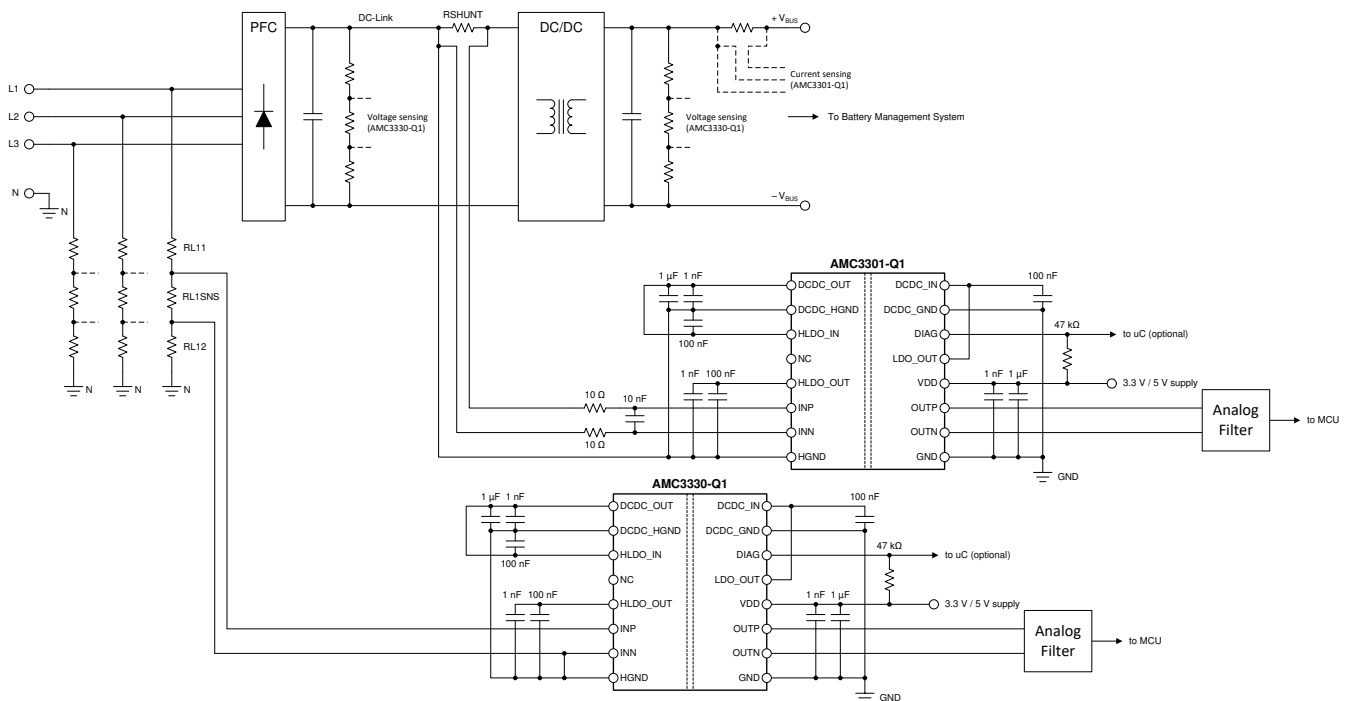 PFC
DC-Link
RSHUNT
DC/DC
+ VBUS
Current sensing
(AMC3301-Q1)
L1
L2
L3
N
N
Voltage sensing
(AMC3330-Q1)
Voltage sensing
(AMC3330-Q1)
To Battery Management System
– VBUS
RL11
RL1SNS
RL12
N
N
N
AMC3301-Q1
1 µF
1 nF
100 nF
1 nF
100 nF
10 Ω
10 nF
10 Ω
DCDC_OUT
DCDC_HGND
HLDO_IN
NC
HLDO_OUT
INP
INN
HGND
DCDC_IN
DCDC_GND
DIAG
LDO_OUT
VDD
OUTP
OUTN
GND
100 nF
47 kΩ
to uC (optional)
1 nF
1 µF
3.3 V / 5 V supply
Analog
Filter
to MCU
GND
AMC3330-Q1
1 µF
1 nF
100 nF
1 nF
100 nF
DCDC_OUT
DCDC_HGND
HLDO_IN
NC
HLDO_OUT
INP
INN
HGND
DCDC_IN
DCDC_GND
DIAG
LDO_OUT
VDD
OUTP
OUTN
GND
100 nF
47 kΩ
to uC (optional)
1 nF
1 µF
3.3 V / 5 V supply
Analog
Filter
to MCU
GND